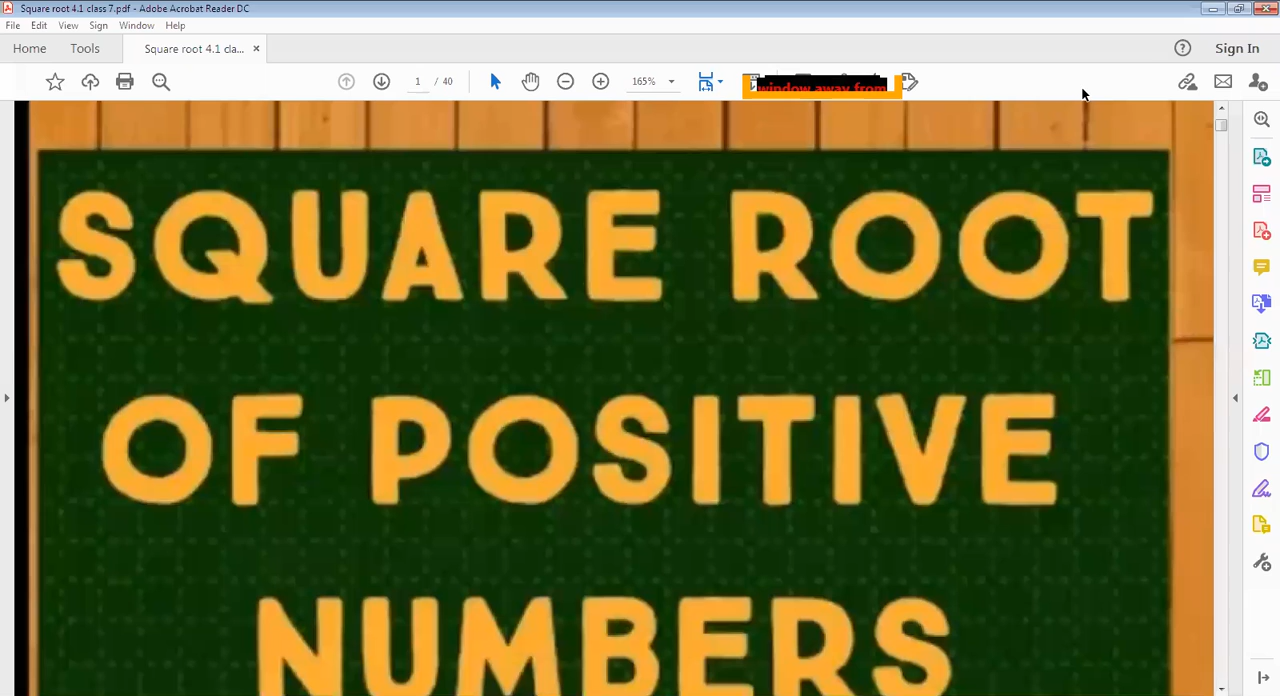 Square root 4.1 class 7.pdf - Adobe Acrobat Reader DC
File Edit View Sign Window Help
Home Tools Square root 4.1 cla... × Sign In
1 / 40 165%
window away from
SQUARE ROOT
OF POSITIVE
NUMBERS